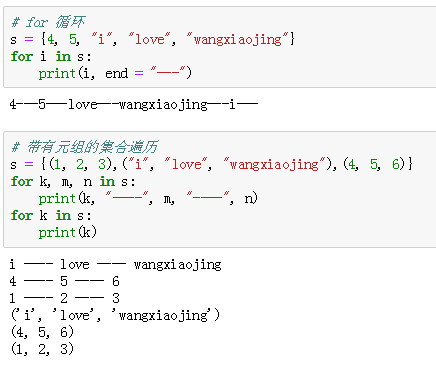 # for 循环
s = {4, 5, "i", "love", "wangxiaojing"}
for i in s:
    print(i, end = "---")
4---5---love---wangxiaojing---i---
# 带有元组的集合遍历
s = {(1, 2, 3),("i", "love", "wangxiaojing"),(4, 5, 6)}
for k, m, n in s:
    print(k, "----", m, "----", n)
for k in s:
    print(k)
i ---- love ---- wangxiaojing
4 ---- 5 ---- 6
1 ---- 2 ---- 3
('i', 'love', 'wangxiaojing')
(4, 5, 6)
(1, 2, 3)